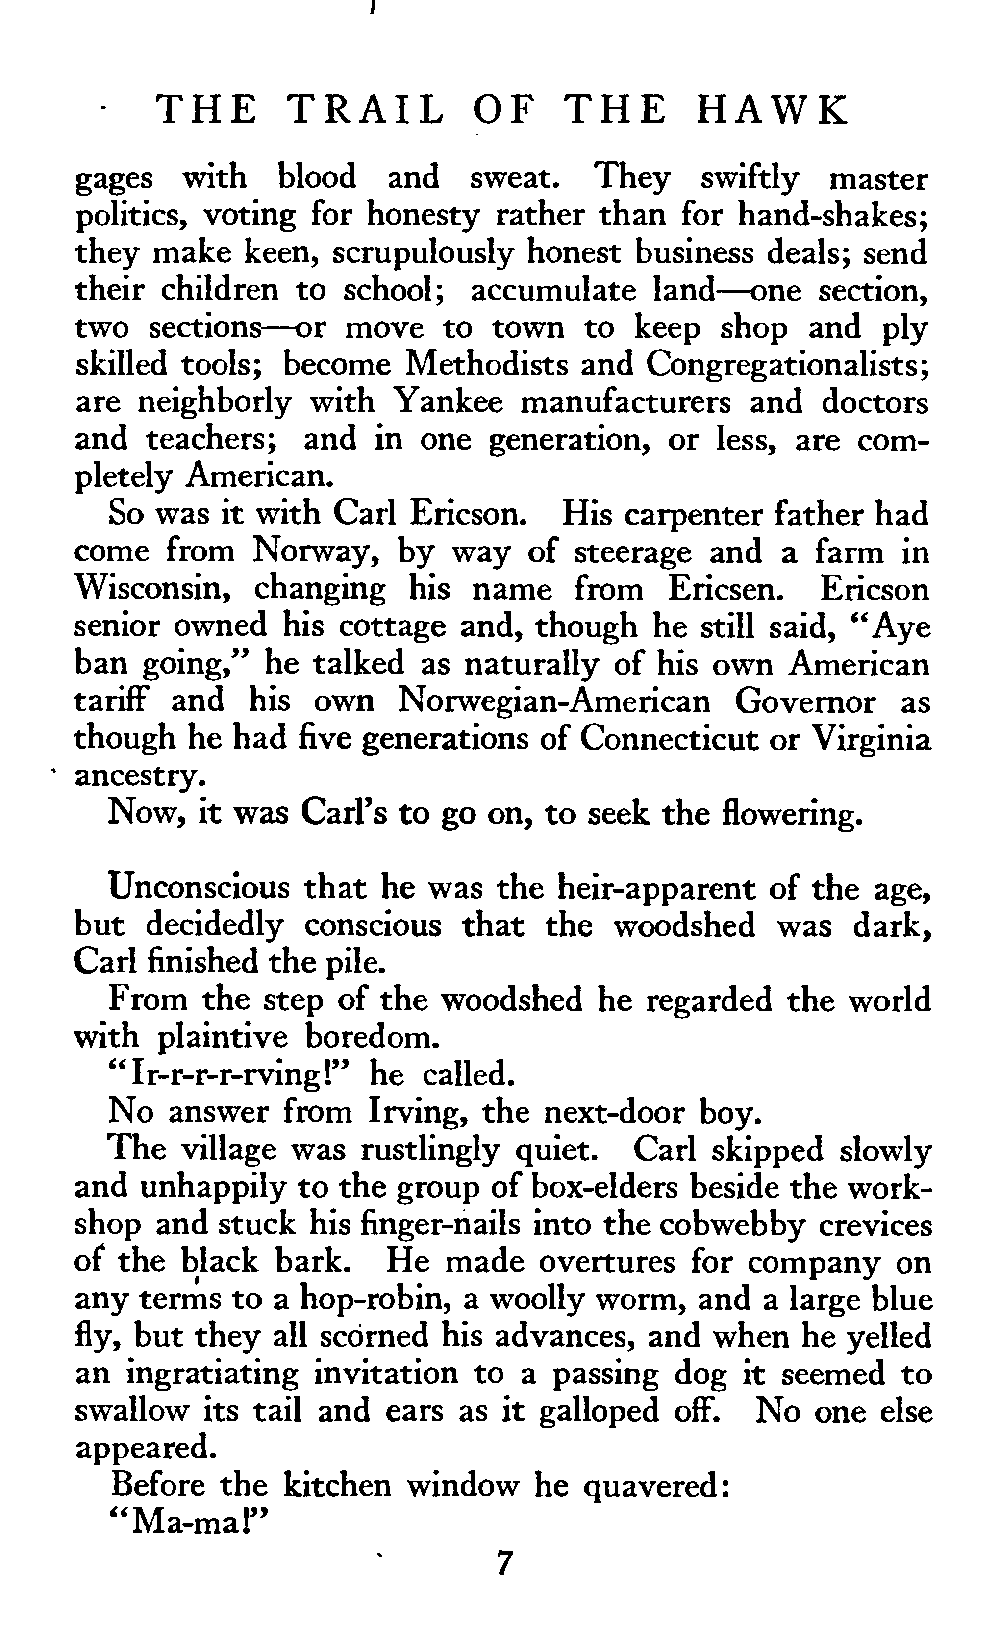 THE TRAIL OF THE HAWK
gages with blood and sweat. They swiftly master
politics, voting for honesty rather than for hand-shakes;
they make keen, scrupulously honest business deals; send
their children to school; accumulate land—one section,
two sections—or move to town to keep shop and ply
skilled tools; become Methodists and Congregationalists;
are neighborly with Yankee manufacturers and doctors
and teachers; and in one generation, or less, are com-
pletely American.
So was it with Carl Ericson. His carpenter father had
come from Norway, by way of steerage and a farm in
Wisconsin, changing his name from Ericsen. Ericson
senior owned his cottage and, though he still said, “Aye
ban going,” he talked as naturally of his own American
tariff and his own Norwegian-American Governor as
though he had five generations of Connecticut or Virginia
ancestry.
Now, it was Carl’s to go on, to seek the flowering.
Unconscious that he was the heir-apparent of the age,
but decidedly conscious that the woodshed was dark,
Carl finished the pile.
From the step of the woodshed he regarded the world
with plaintive boredom.
“Ir-r-r-r-rving!” he called.
No answer from Irving, the next-door boy.
The village was rustlingly quiet. Carl skipped slowly
and unhappily to the group of box-elders beside the work-
shop and stuck his finger-nails into the cobwebby crevices
of the black bark. He made overtures for company on
any terms to a hop-robin, a woolly worm, and a large blue
fly, but they all scorned his advances, and when he yelled
an ingratiating invitation to a passing dog it seemed to
swallow its tail and ears as it galloped off. No one else
appeared.
Before the kitchen window he quavered:
“Ma-ma!”
7